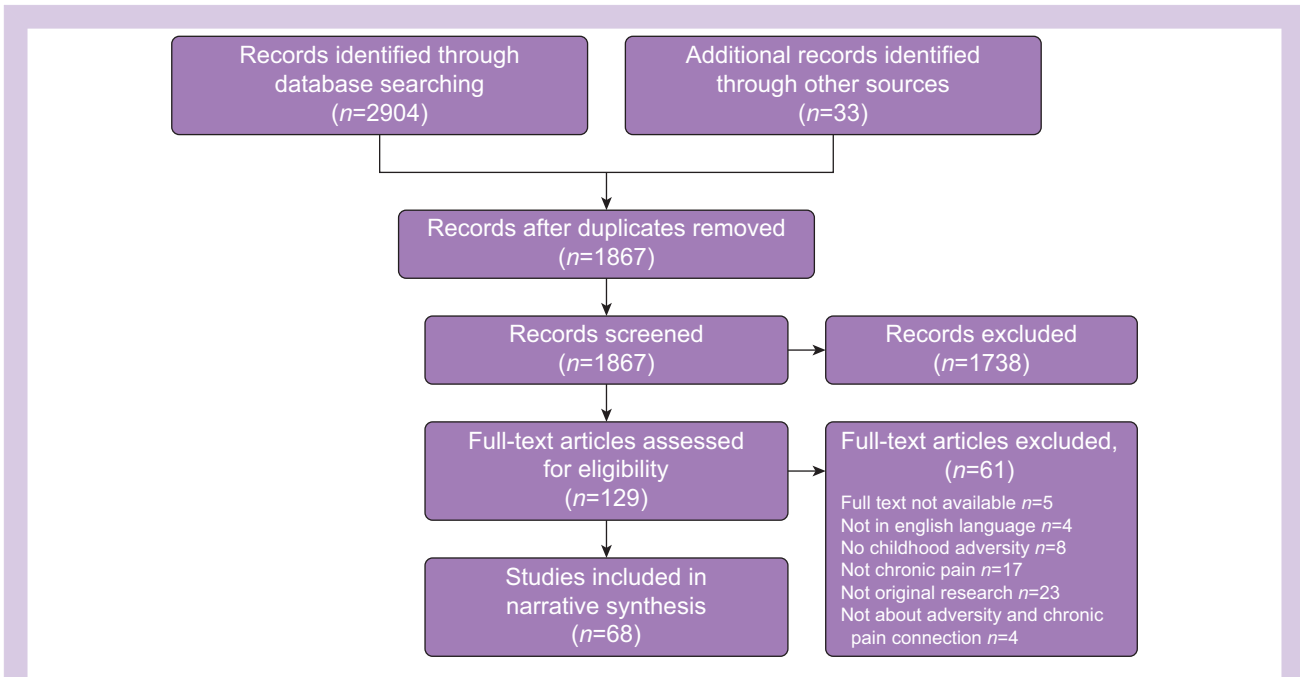 Records identified through
database searching
(n=2904)
Additional records identified
through other sources
(n=33)
Records after duplicates removed
(n=1867)
Records screened
(n=1867)
Records excluded
(n=1738)
Full-text articles assessed
for eligibility
(n=129)
Full-text articles excluded,
(n=61)
Full text not available n=5
Not in english language n=4
No childhood adversity n=8
Not chronic pain n=17
Not original research n=23
Not about adversity and chronic
pain connection n=4
Studies included in
narrative synthesis
(n=68)